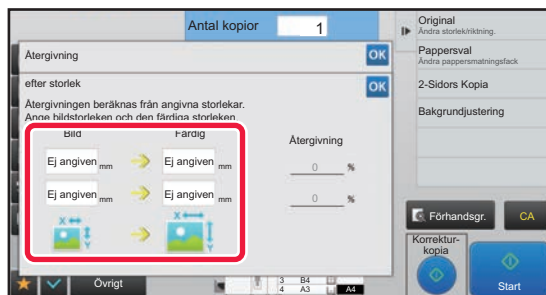 Antal kopior 1
Original
Ändra storlek/riktning.
Återgivning OK
Pappersval
Ändra pappersmatningsfack
efter storlek OK
2-Sidors Kopia
Återgivningen beräknas från angivna storlekar.
Ange bildstorleken och den färdiga storleken.
Bakgrundjustering
Bild Färdig
Återgivning
Ej angiven mm Ej angiven mm 0 %
Ej angiven mm Ej angiven mm 0 %
X X
Y Y
Förhandsgr. CA
Korrektur-
kopia
Start
Övrigt
3 B4
4 A3 A4